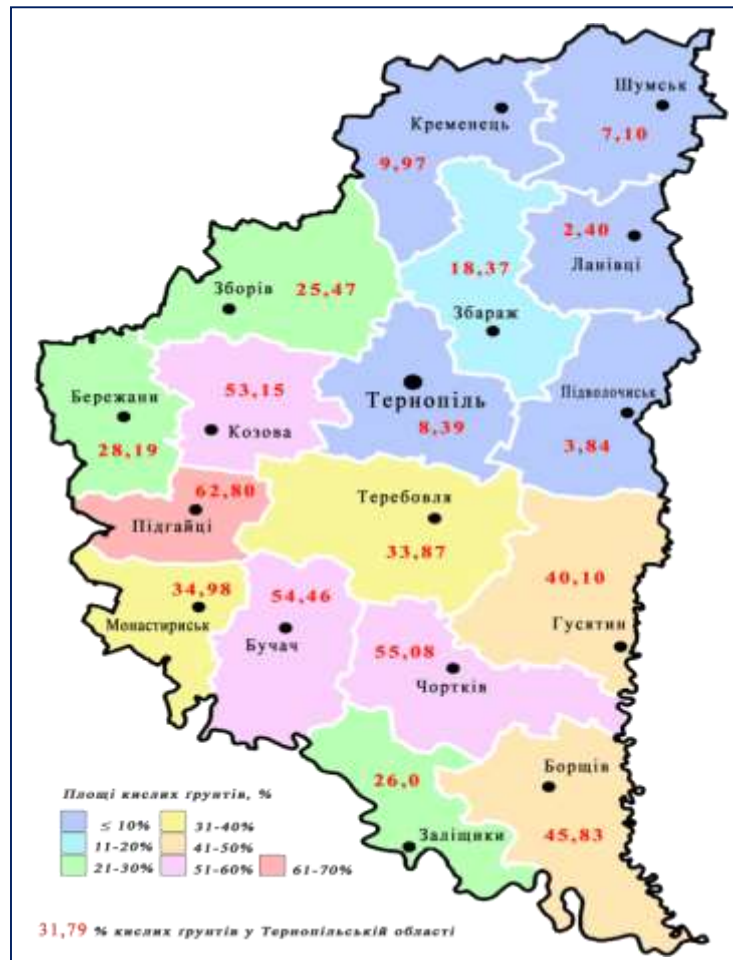 Шумськ
Кременець
7,10
9,97
2,40
Ланівці
18,37
Зборів
25,47
Збараж
53,15
Бережани
Тернопіль
Підволочиськ
Козова
8,39
28,19
3,84
62,80
Теребовля
Підгайці
33,87
34,98
54,46
40,10
Монастириськ
Бучач
Гусятин
55,08
Чортків
26,0
Борщів
Заліщики
45,83
Площі кислих ґрунтів, %
≤ 10%
31-40%
11-20%
41-50%
21-30%
51-60%
61-70%
31,79 % кислих ґрунтів у Тернопільській області